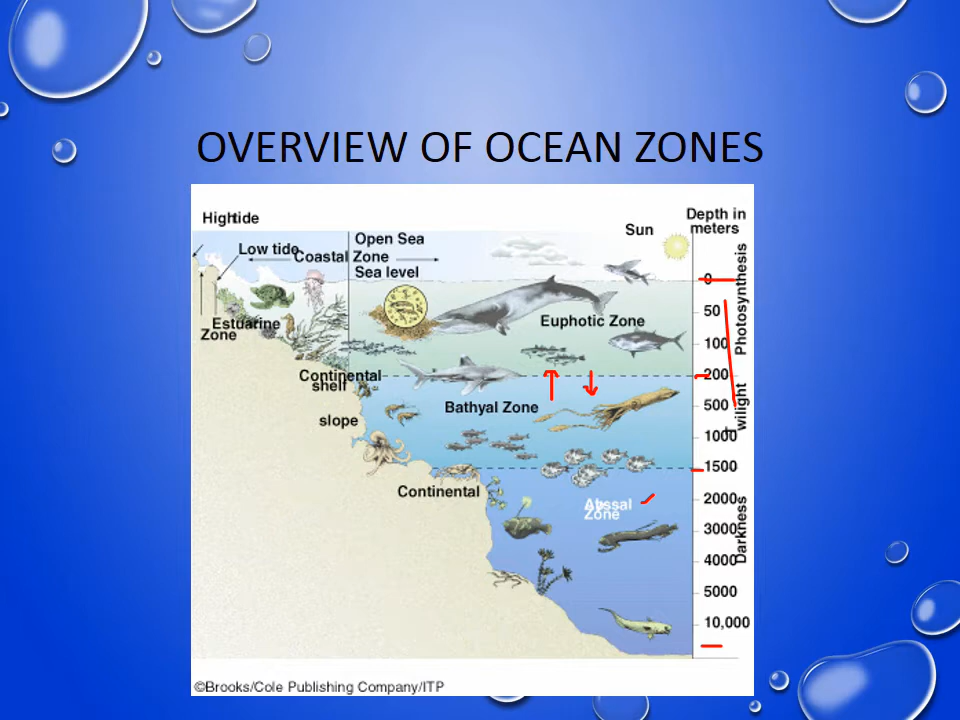 OVERVIEW OF OCEAN ZONES
High tide
Low tide
Coastal Zone
Open Sea
Sea level
Sun
Depth in
meters
0
50
100
200
500
1000
1500
2000
3000
4000
5000
10,000
Photosynthesis
Twilight
Darkness
Estuarine
Zone
Euphotic Zone
Continental
shelf
Bathyal Zone
slope
Continental
Zone
©Brooks/Cole Publishing Company/ITP